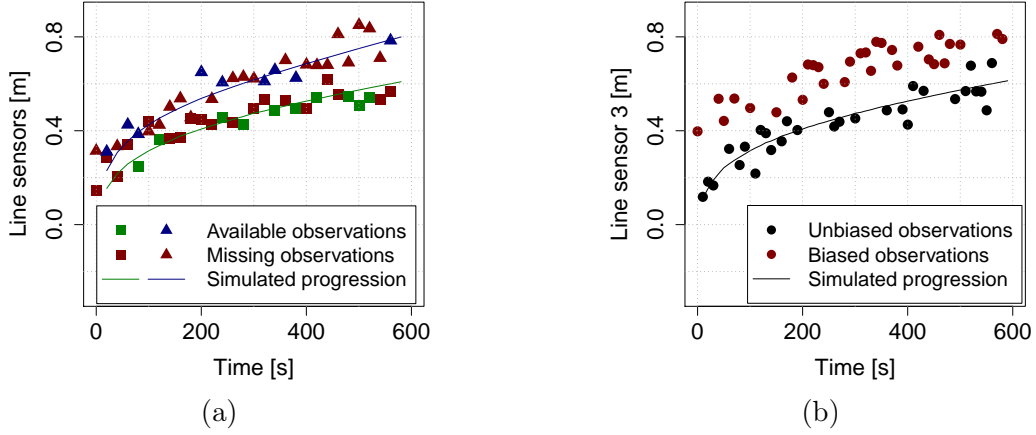 Line sensors [m]
0.0 0.4 0.8
Available observations
Missing observations
Simulated progression
0 200 400 600
Time [s]
(a)
Line sensor 3 [m]
0.0 0.4 0.8
Unbiased observations
Biased observations
Simulated progression
0 200 400 600
Time [s]
(b)